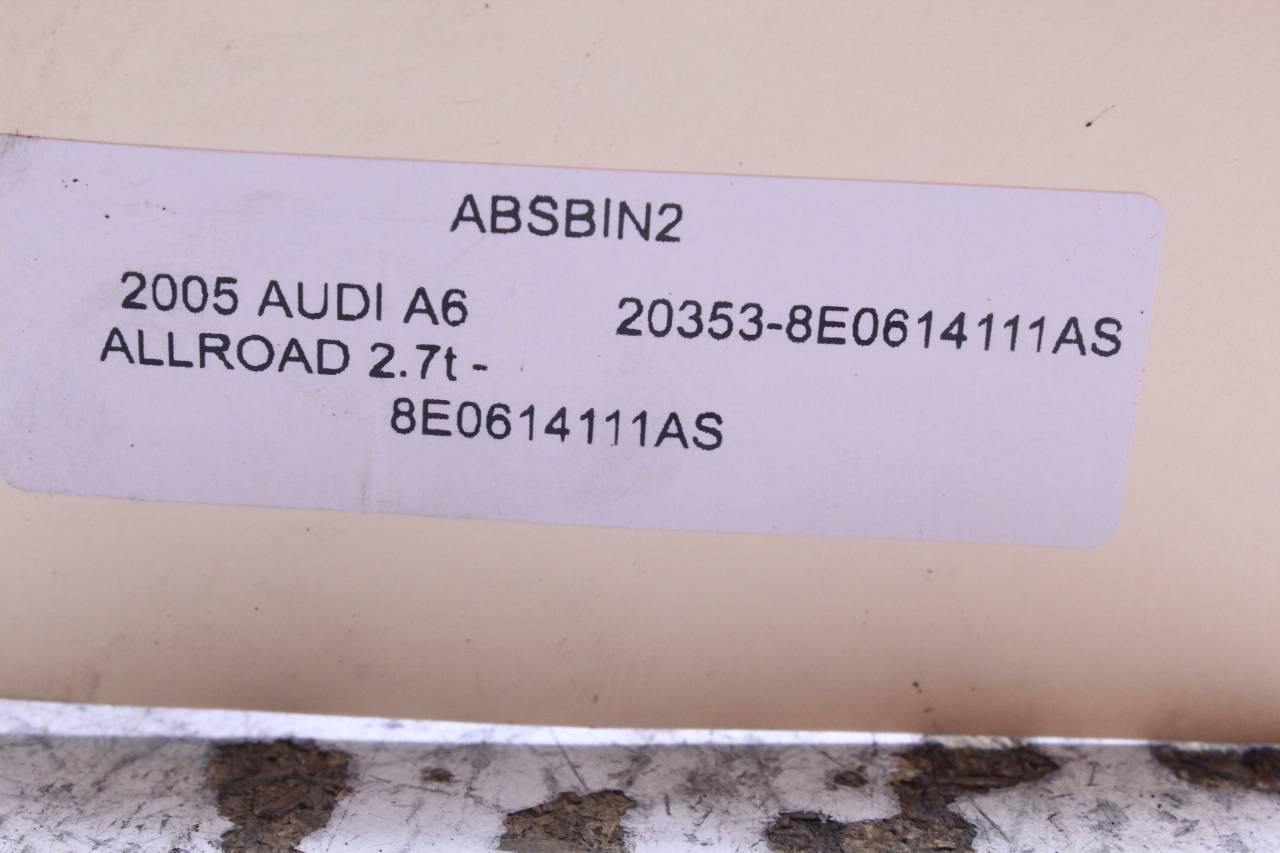 ABSBIN2
2005 AUDI A6
ALLROAD 2.7t -
8E0614111AS
20353-8E0614111AS